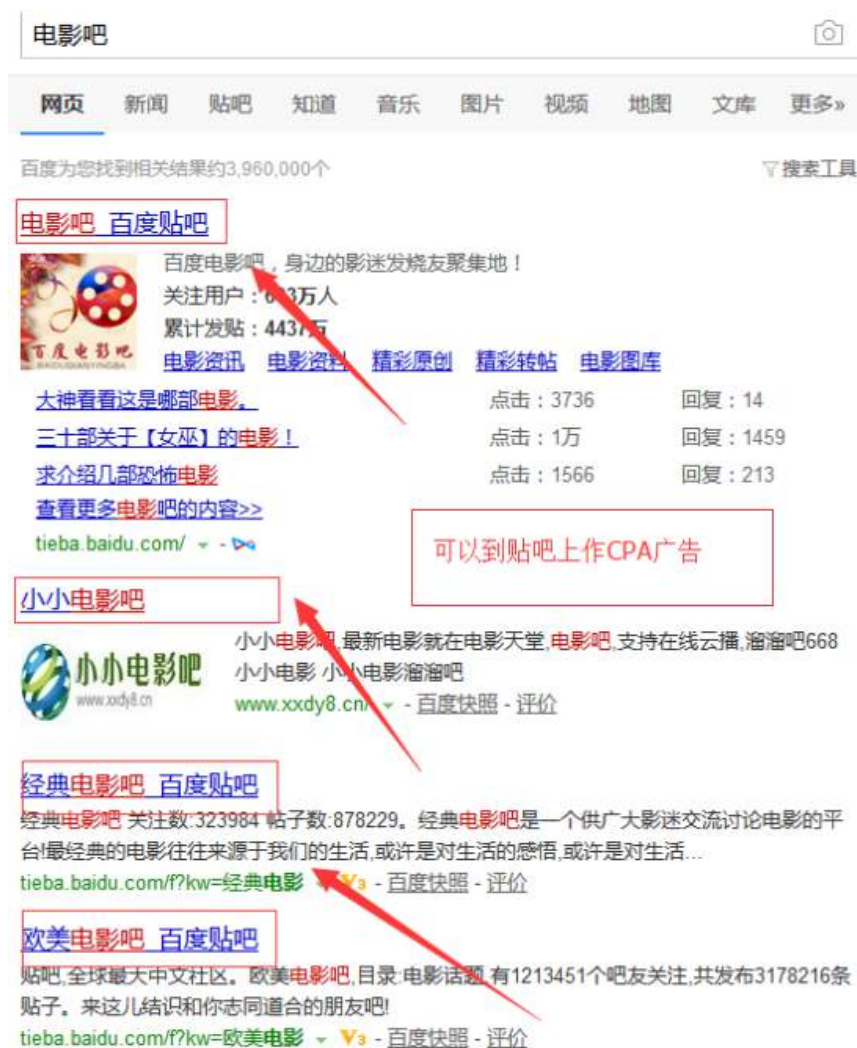 电影吧
网页 新闻 贴吧 知道 音乐 图片 视频 地图 文库 更多»
百度为您找到相关结果约3,960,000个 搜索工具
电影吧_百度贴吧
百度电影吧，身边的影迷发烧友聚集地！
关注用户：万人
累计发贴：4437万
百度电影吧
BAIDUDIANYINGBA
电影资讯 电影资料 精彩原创 精彩转帖 电影图库
大神看看这是哪部电影。 点击：3736 回复：14
三十部关于【女巫】的电影！ 点击：1万 回复：1459
求介绍几部恐怖电影 点击：1566 回复：213
查看更多电影吧的内容>>
tieba.baidu.com/ -
可以到贴吧上作CPA广告
小小电影吧
小小电影吧
www.xxdy8.cn
小小电影吧,最新电影就在电影天堂,电影吧,支持在线云播,溜溜吧668
小小电影 小小电影溜溜吧
www.xxdy8.cn/ - 百度快照 - 评价
经典电影吧_百度贴吧
经典电影吧 关注数:323984 帖子数:878229。经典电影吧是一个供广大影迷交流讨论电影的平
台!最经典的电影往往来源于我们的生活,或许是对生活的感悟,或许是对生活...
tieba.baidu.com/f?kw=经典电影 V3 - 百度快照 - 评价
欧美电影吧_百度贴吧
贴吧,全球最大中文社区。欧美电影吧,目录:电影话题,有1213451个吧友关注,共发布3178216条
贴子。来这儿结识和你志同道合的朋友吧!
tieba.baidu.com/f?kw=欧美电影 V3 - 百度快照 - 评价